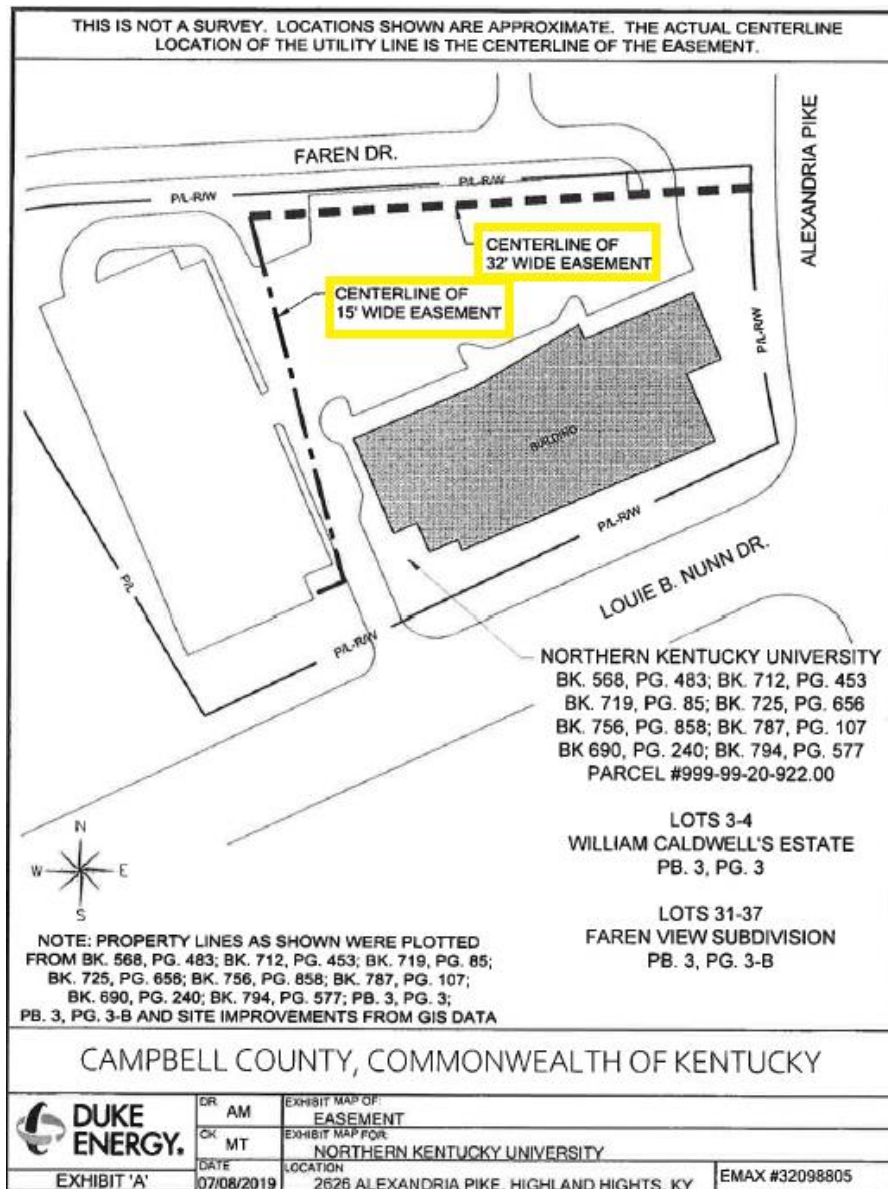 THIS IS NOT A SURVEY. LOCATIONS SHOWN ARE APPROXIMATE. THE ACTUAL CENTERLINE
LOCATION OF THE UTILITY LINE IS THE CENTERLINE OF THE EASEMENT.
ALEXANDRIA PIKE
FAREN DR.
P/L-R/W
P/L-R/W
CENTERLINE OF
32' WIDE EASEMENT
CENTERLINE OF
15' WIDE EASEMENT
P/L-R/W
BUILDING
P/L-R/W
P/L
LOUIE B. NUNN DR.
P/L-R/W
NORTHERN KENTUCKY UNIVERSITY
BK. 568, PG. 483; BK. 712, PG. 453
BK. 719, PG. 85; BK. 725, PG. 656
BK. 756, PG. 858; BK. 787, PG. 107
BK 690, PG. 240; BK. 794, PG. 577
PARCEL #999-99-20-922.00
LOTS 3-4
WILLIAM CALDWELL'S ESTATE
PB. 3, PG. 3
LOTS 31-37
FAREN VIEW SUBDIVISION
PB. 3, PG. 3-B
N
W E
S
NOTE: PROPERTY LINES AS SHOWN WERE PLOTTED
FROM BK. 568, PG. 483; BK. 712, PG. 453; BK. 719, PG. 85;
BK. 725, PG. 656; BK. 756, PG. 858; BK. 787, PG. 107;
BK. 690, PG. 240; BK. 794, PG. 577; PB. 3, PG. 3;
PB. 3, PG. 3-B AND SITE IMPROVEMENTS FROM GIS DATA
CAMPBELL COUNTY, COMMONWEALTH OF KENTUCKY
DUKE
ENERGY.
EXHIBIT 'A'
DR. AM
CK. MT
DATE
07/08/2019
EXHIBIT MAP OF:
EASEMENT
EXHIBIT MAP FOR:
NORTHERN KENTUCKY UNIVERSITY
LOCATION
2626 ALEXANDRIA PIKE, HIGHLAND HIGHTS, KY
EMAX #32098805